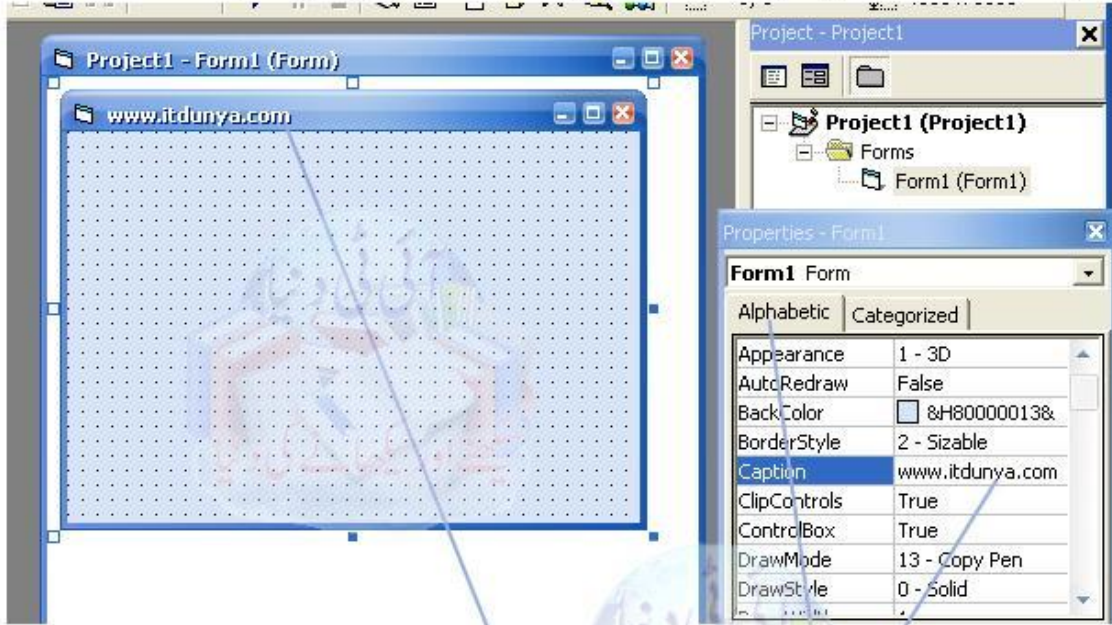 Project1 - Form1 (Form)
www.itdunya.com
Project - Project1
Project1 (Project1)
Forms
Form1 (Form1)
Properties - Form1
Form1 Form
Alphabetic Categorized
Appearance 1 - 3D
AutoRedraw False
BackColor &H80000013&
BorderStyle 2 - Sizable
Caption www.itdunya.com
ClipControls True
ControlBox True
DrawMode 13 - Copy Pen
DrawStyle 0 - Solid